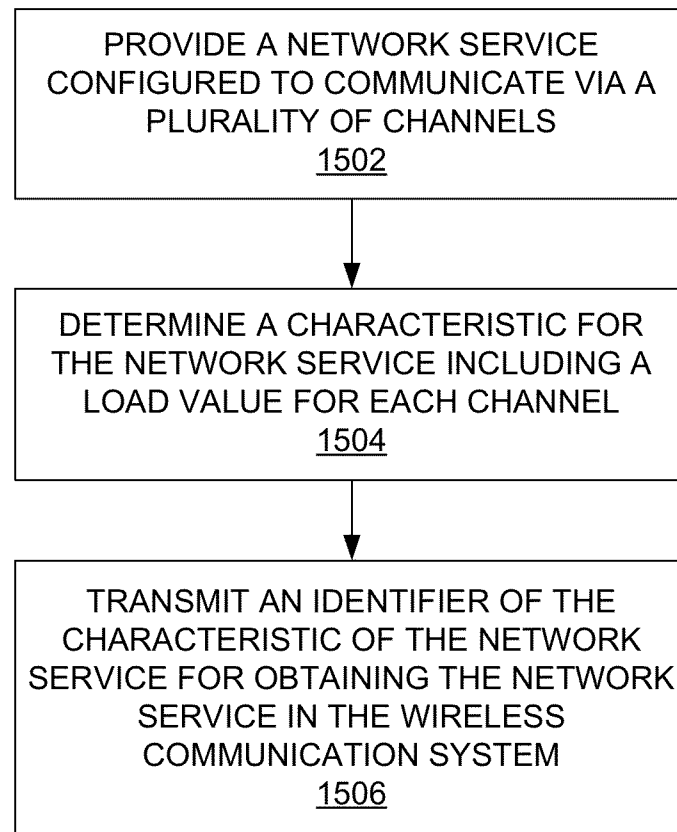 PROVIDE A NETWORK SERVICE
CONFIGURED TO COMMUNICATE VIA A
PLURALITY OF CHANNELS
1502
DETERMINE A CHARACTERISTIC FOR
THE NETWORK SERVICE INCLUDING A
LOAD VALUE FOR EACH CHANNEL
1504
TRANSMIT AN IDENTIFIER OF THE
CHARACTERISTIC OF THE NETWORK
SERVICE FOR OBTAINING THE NETWORK
SERVICE IN THE WIRELESS
COMMUNICATION SYSTEM
1506